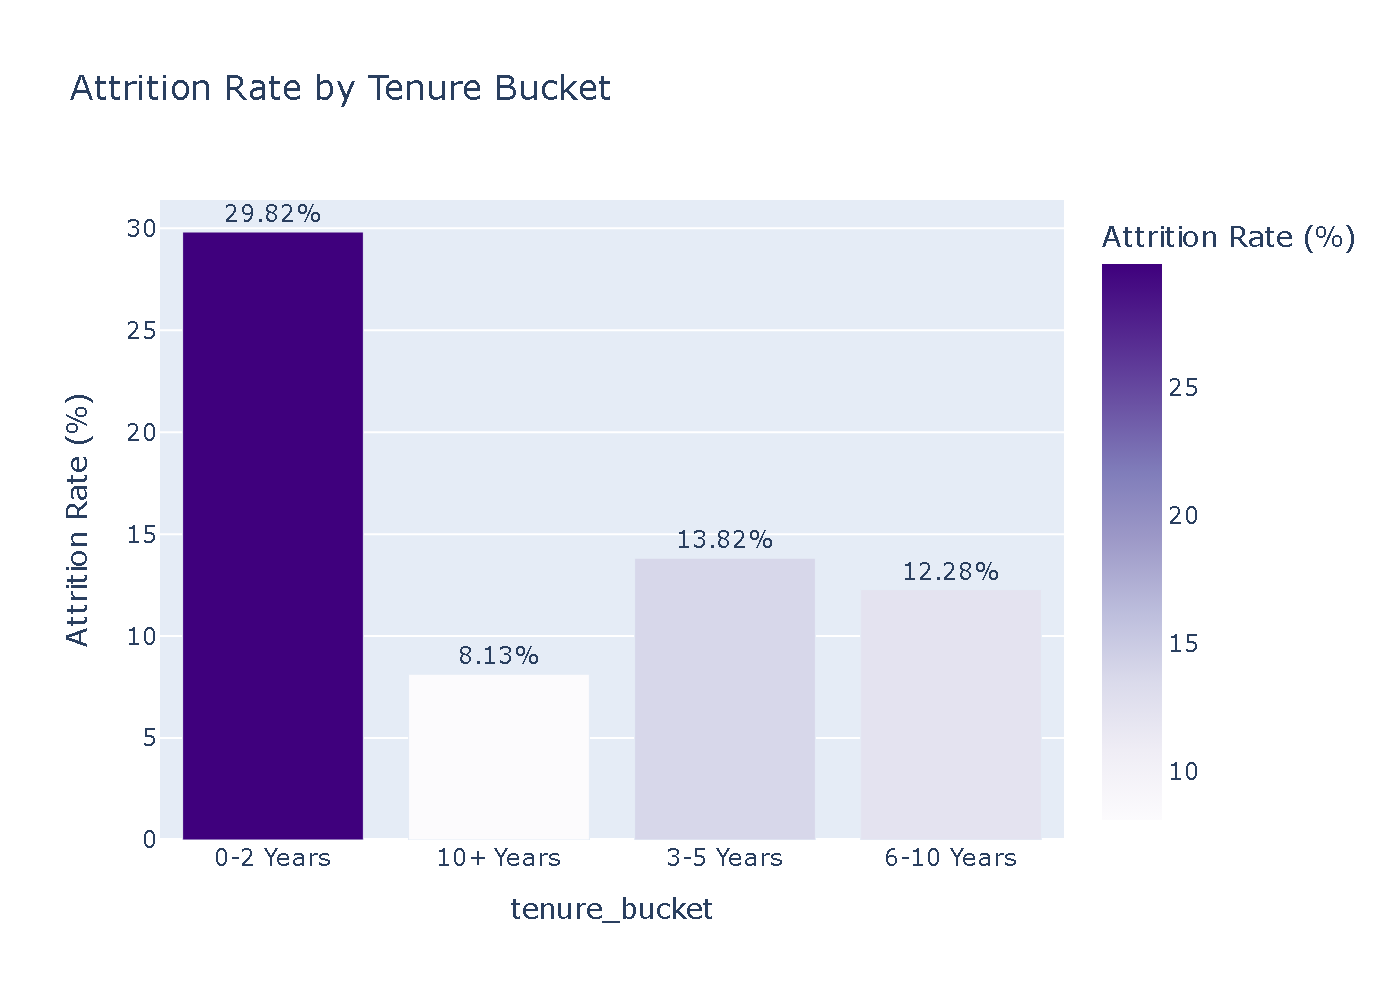 Attrition Rate by Tenure Bucket
Attrition Rate (%)
30
25
20
15
10
5
0
29.82%
8.13%
13.82%
12.28%
0-2 Years
10+ Years
3-5 Years
6-10 Years
tenure_bucket
Attrition Rate (%)
25
20
15
10